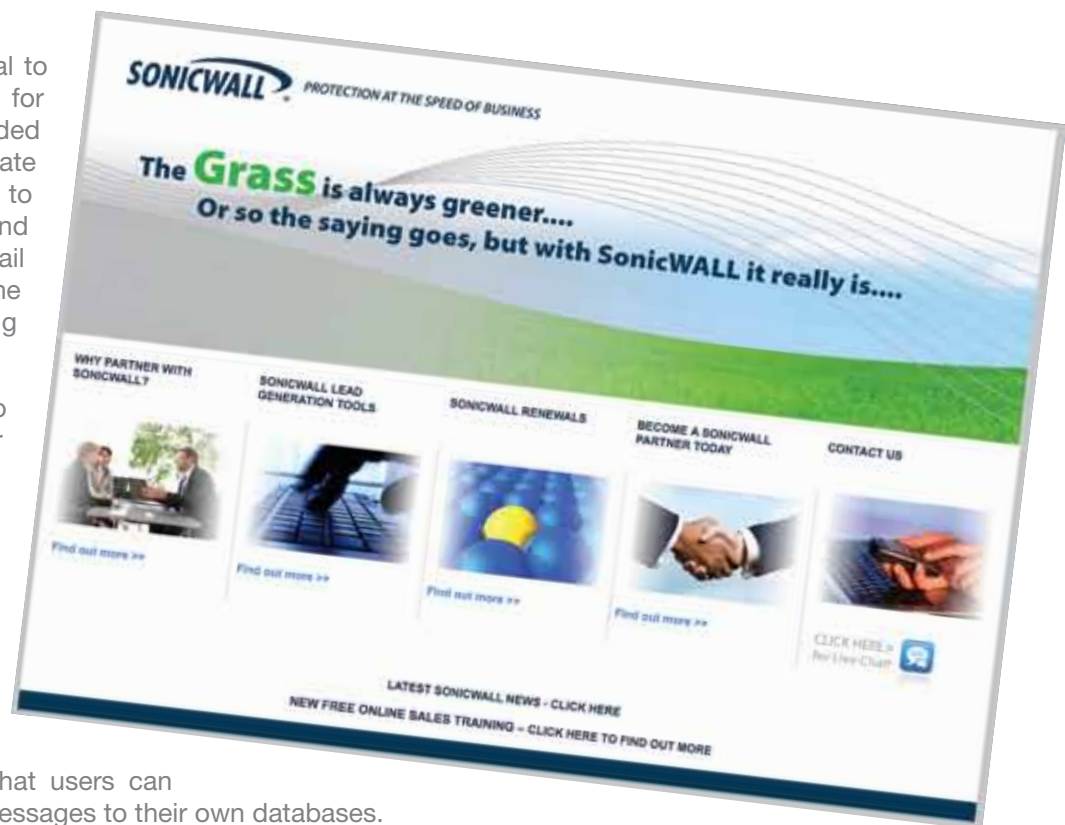 al to
for
ded
ate
to
nd
ail
ne
g
o
r
SONICWALL
PROTECTION AT THE SPEED OF BUSINESS
The Grass is always greener....
Or so the saying goes, but with SonicWALL it really is....
WHY PARTNER WITH
SONICWALL?
Find out more >>
SONICWALL LEAD
GENERATION TOOLS
Find out more >>
SONICWALL RENEWALS
Find out more >>
BECOME A SONICWALL
PARTNER TODAY
Find out more >>
CONTACT US
CLICK HERE »
for Live Chat!
LATEST SONICWALL NEWS - CLICK HERE
NEW FREE ONLINE SALES TRAINING – CLICK HERE TO FIND OUT MORE
hat users can
essages to their own databases.